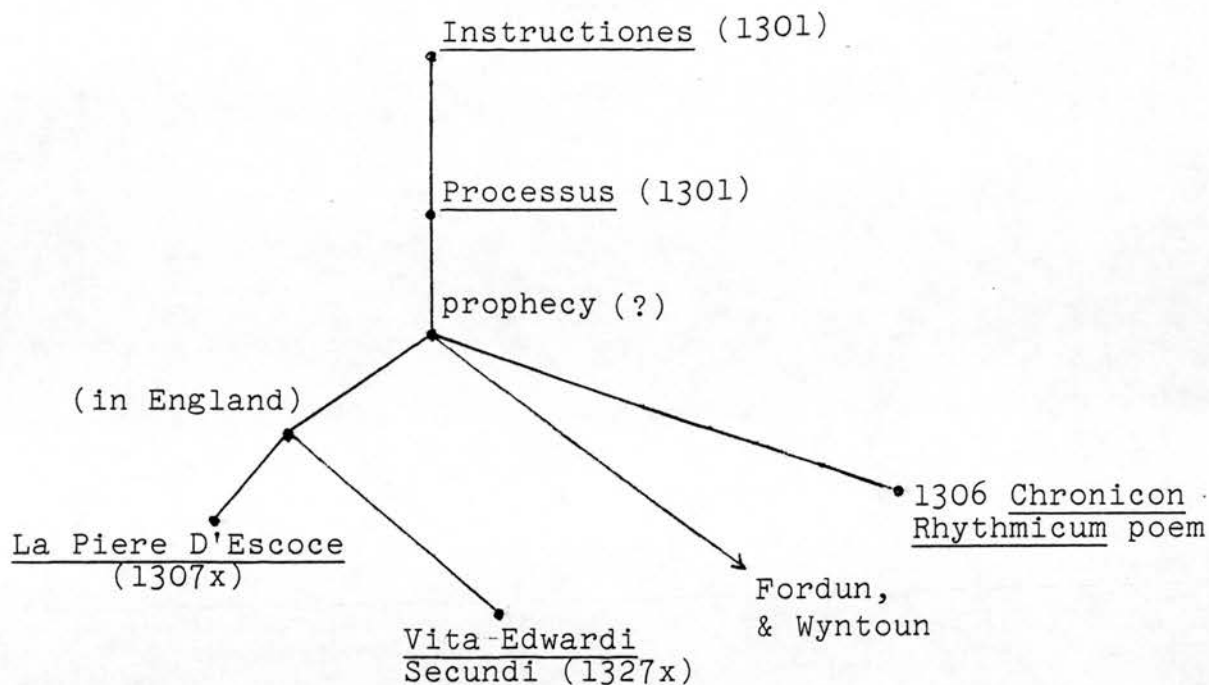 Instructiones (1301)
Processus (1301)
prophecy (?)
(in England)
La Piere D'Escoce
(1307x)
Vita Edwardi
Secundi (1327x)
Fordun,
& Wyntoun
1306 Chronicon
Rhythmicum poem